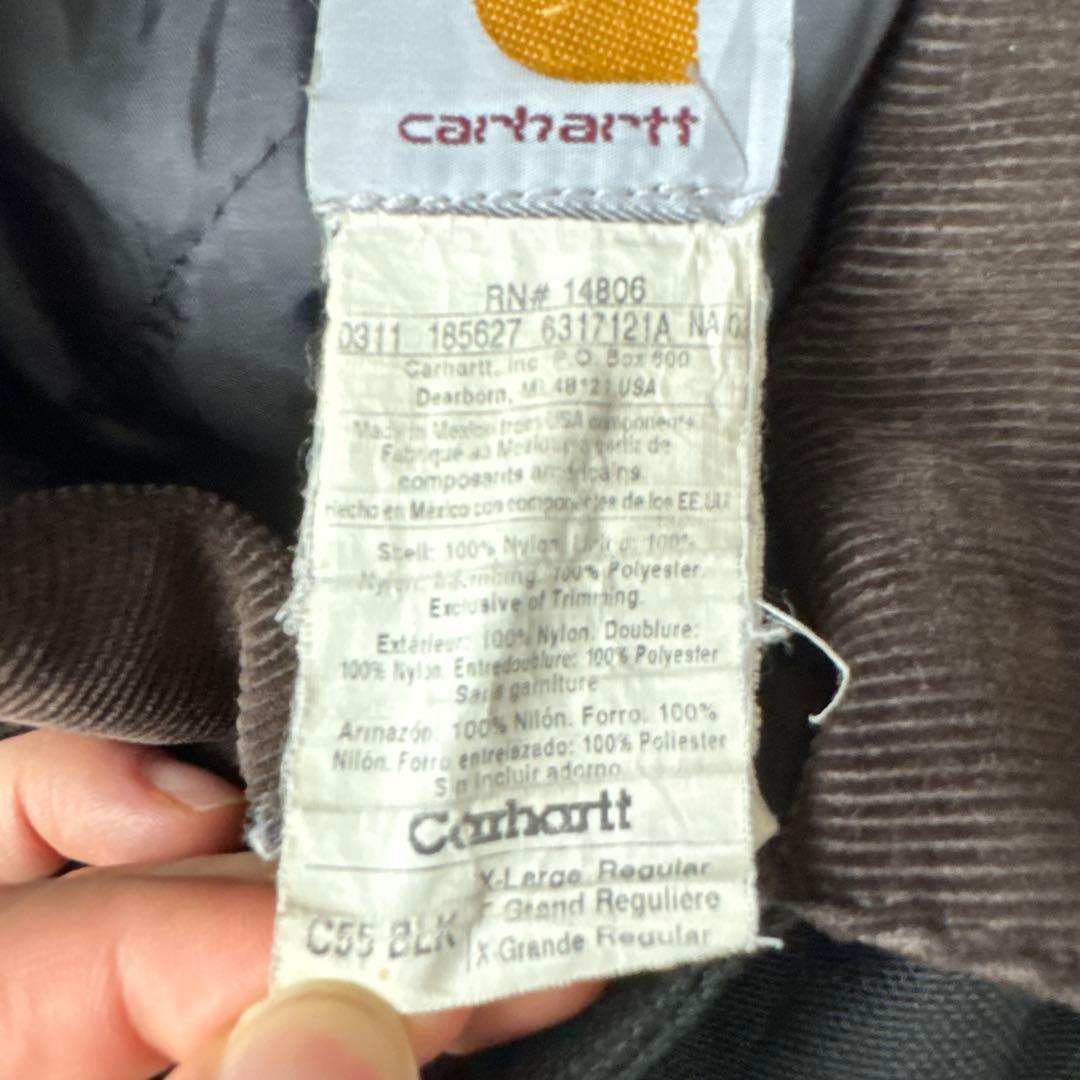 carhartt
RN# 14806
0311 185627 6317121A NA 02
Carhartt, Inc P.O. Box 600
Dearborn, MI 48121 USA
Made in Mexico from USA components
Fabriqué au Mexique à partir de
composants américains
Hecho en México con componentes de los EE.UU
Shell: 100% Nylon. Lining: 100%
Nylon. 100% Polyester.
Exclusive of Trimming.
Extérieur: 100% Nylon. Doublure:
100% Nylon. Entredoublure: 100% Polyester
Sans garniture
Armazón: 100% Nilón. Forro: 100%
Nilón. Forro entrelazado: 100% Poliester
Sin incluir adorno
Carhartt
X-Large Regular
C55 BLK
T Grand Regulière
X-Grande Regular